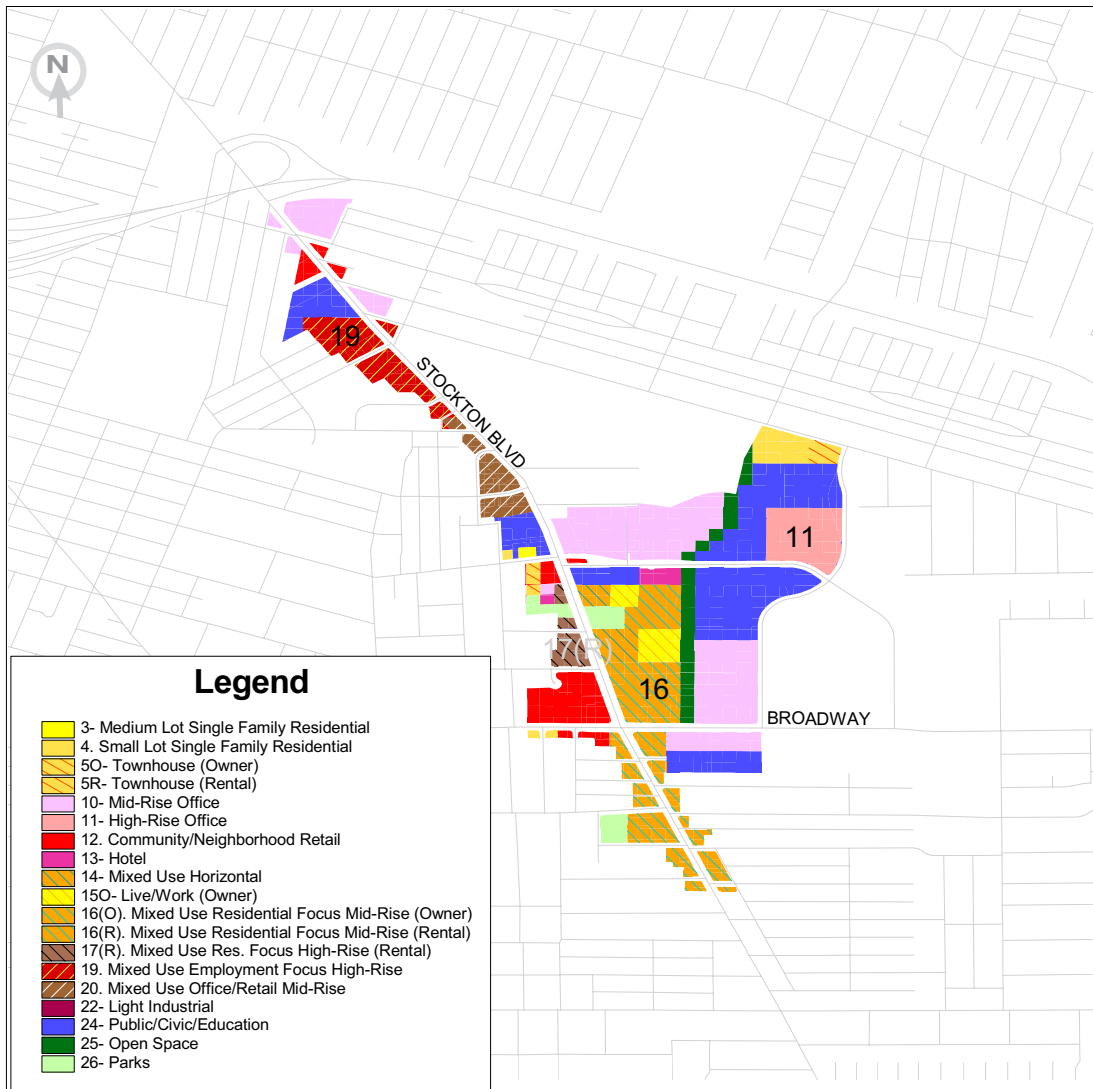 N
19
STOCKTON BLVD
11
17(R)
16
BROADWAY
Legend
3- Medium Lot Single Family Residential
4. Small Lot Single Family Residential
5O- Townhouse (Owner)
5R- Townhouse (Rental)
10- Mid-Rise Office
11- High-Rise Office
12. Community/Neighborhood Retail
13- Hotel
14- Mixed Use Horizontal
15O- Live/Work (Owner)
16(O). Mixed Use Residential Focus Mid-Rise (Owner)
16(R). Mixed Use Residential Focus Mid-Rise (Rental)
17(R). Mixed Use Res. Focus High-Rise (Rental)
19. Mixed Use Employment Focus High-Rise
20. Mixed Use Office/Retail Mid-Rise
22- Light Industrial
24- Public/Civic/Education
25- Open Space
26- Parks